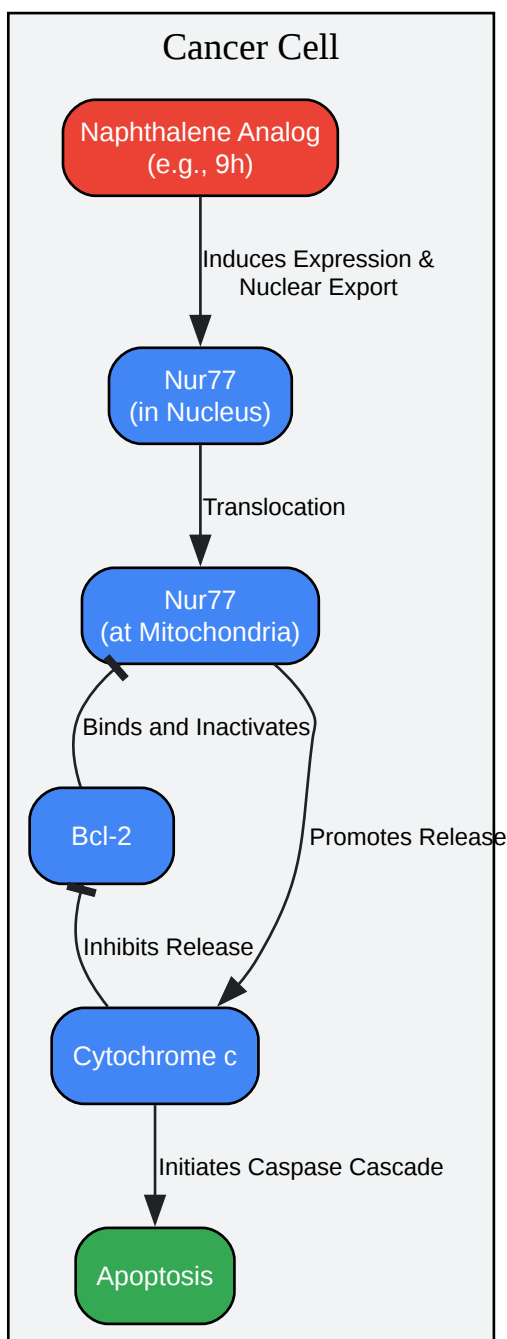 Cancer Cell
Naphthalene Analog
(e.g., 9h)
Induces Expression &
Nuclear Export
Nur77
(in Nucleus)
Translocation
Nur77
(at Mitochondria)
Binds and Inactivates
Bcl-2
Promotes Release
Inhibits Release
Cytochrome c
Initiates Caspase Cascade
Apoptosis